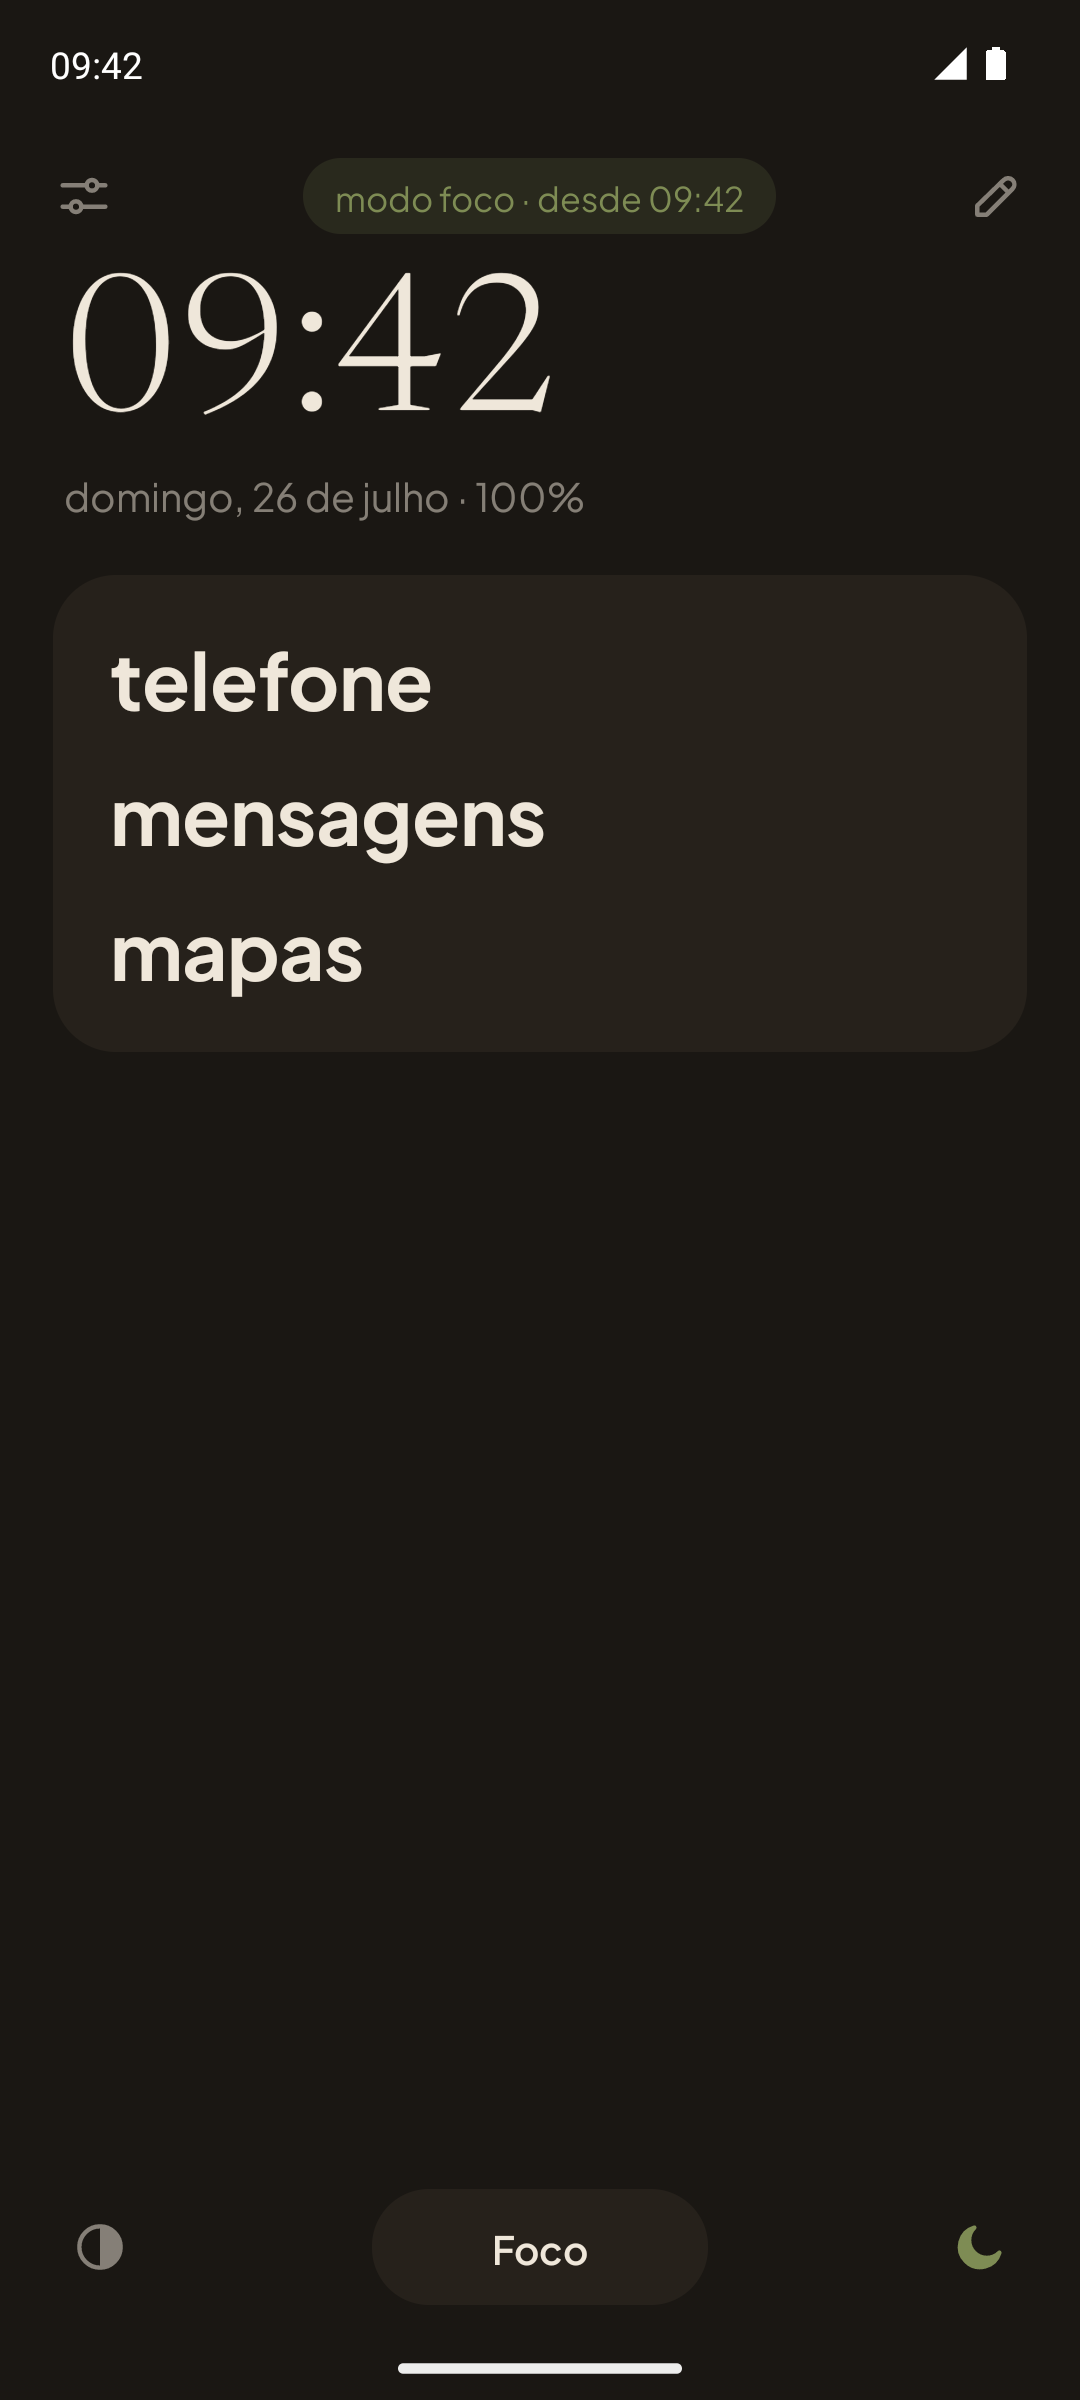 09:42
modo foco · desde 09:42
09:42
domingo, 26 de julho · 100%
telefone
mensagens
mapas
Foco